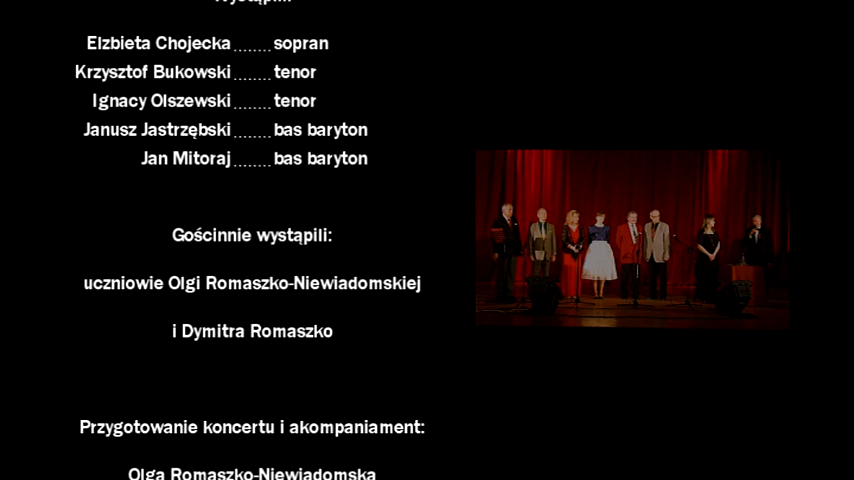 Wystąpili:
Elzbieta Chojecka........sopran
Krzysztof Bukowski........tenor
Ignacy Olszewski........tenor
Janusz Jastrzębski........bas baryton
Jan Mitoraj........bas baryton
Gościnnie wystąpili:
uczniowie Olgi Romaszko-Niewiadomskiej
i Dymitra Romaszko
Przygotowanie koncertu i akompaniament:
Olga Romaszko-Niewiadomska